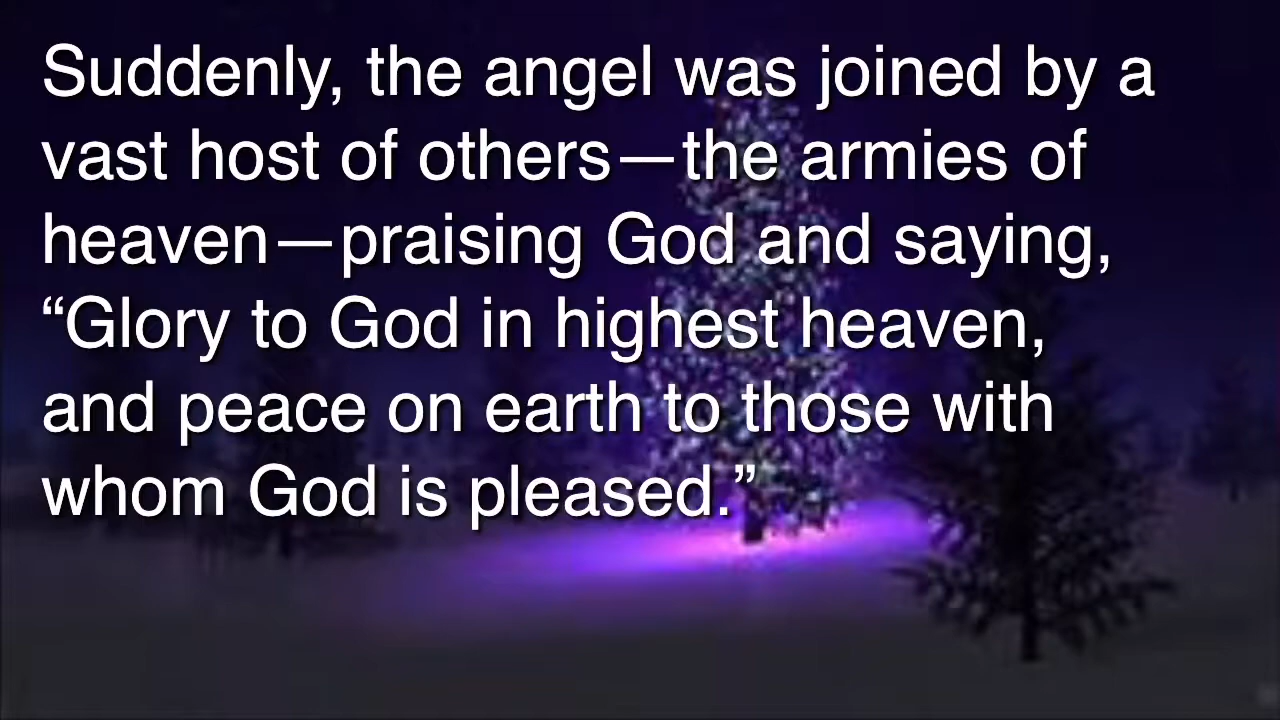 Suddenly, the angel was joined by a
vast host of others—the armies of
heaven—praising God and saying,
“Glory to God in highest heaven,
and peace on earth to those with
whom God is pleased.”